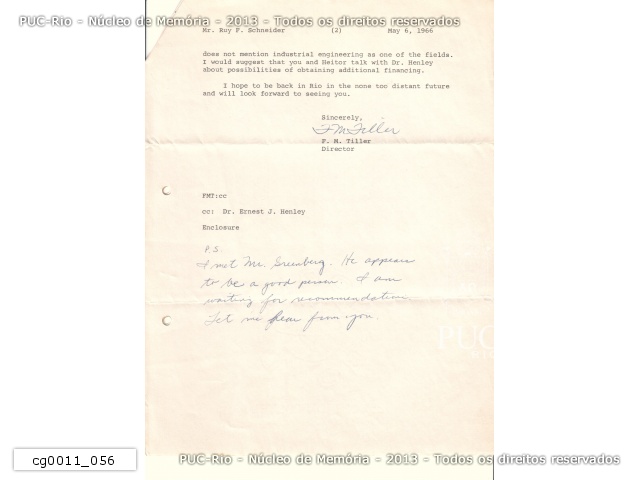 PUC-Rio - Núcleo de Memória - 2013 - Todos os direitos reservados
Mr. Ruy F. Schneider (2) May 6, 1966
does not mention industrial engineering as one of the fields.
I would suggest that you and Heitor talk with Dr. Henley
about possibilities of obtaining additional financing.
I hope to be back in Rio in the none too distant future
and will look forward to seeing you.
Sincerely,
F M Tiller
F. M. Tiller
Director
FMT:cc
cc: Dr. Ernest J. Henley
Enclosure
P.S.
I met Mr. Greenberg. He appears
to be a good person. I am
waiting for recommendation.
Let me hear from you.
PUC
RIO
cg0011_056
PUC-Rio - Núcleo de Memória - 2013 - Todos os direitos reservados